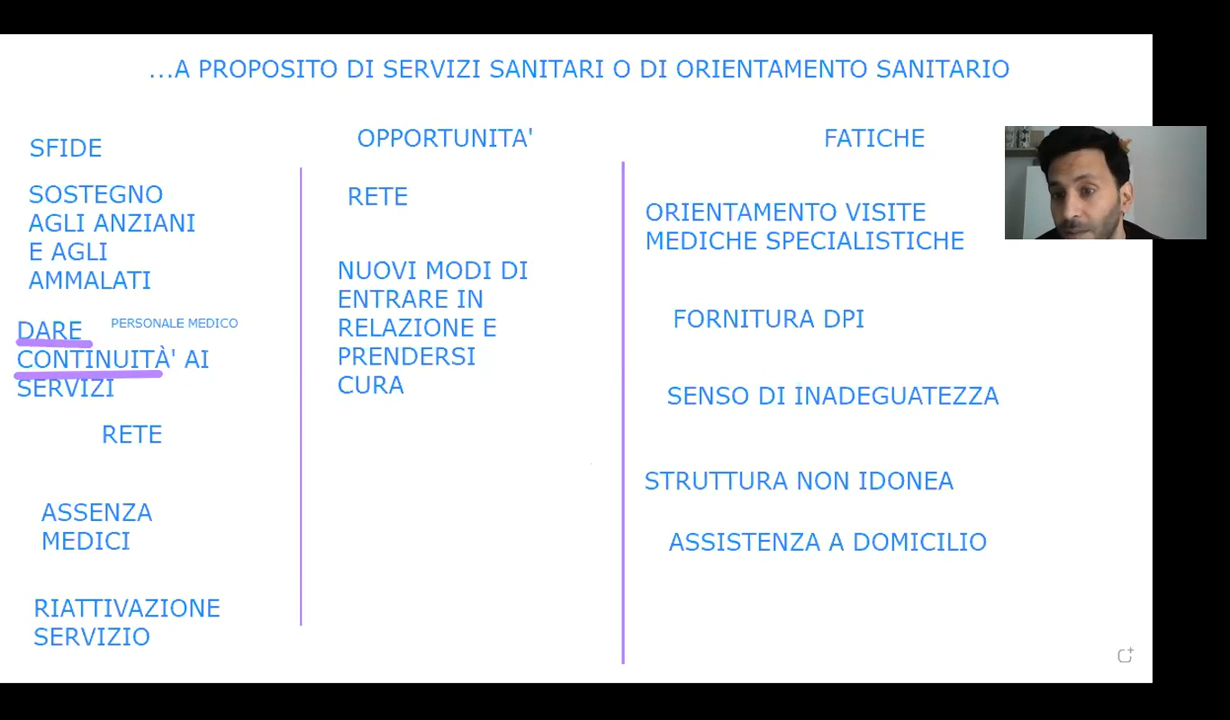 ...A PROPOSITO DI SERVIZI SANITARI O DI ORIENTAMENTO SANITARIO
SFIDE
SOSTEGNO
AGLI ANZIANI
E AGLI
AMMALATI
DARE
PERSONALE MEDICO
CONTINUITÀ' AI
SERVIZI
RETE
ASSENZA
MEDICI
RIATTIVAZIONE
SERVIZIO
OPPORTUNITA'
RETE
NUOVI MODI DI
ENTRARE IN
RELAZIONE E
PRENDERSI
CURA
FATICHE
ORIENTAMENTO VISITE
MEDICHE SPECIALISTICHE
FORNITURA DPI
SENSO DI INADEGUATEZZA
STRUTTURA NON IDONEA
ASSISTENZA A DOMICILIO